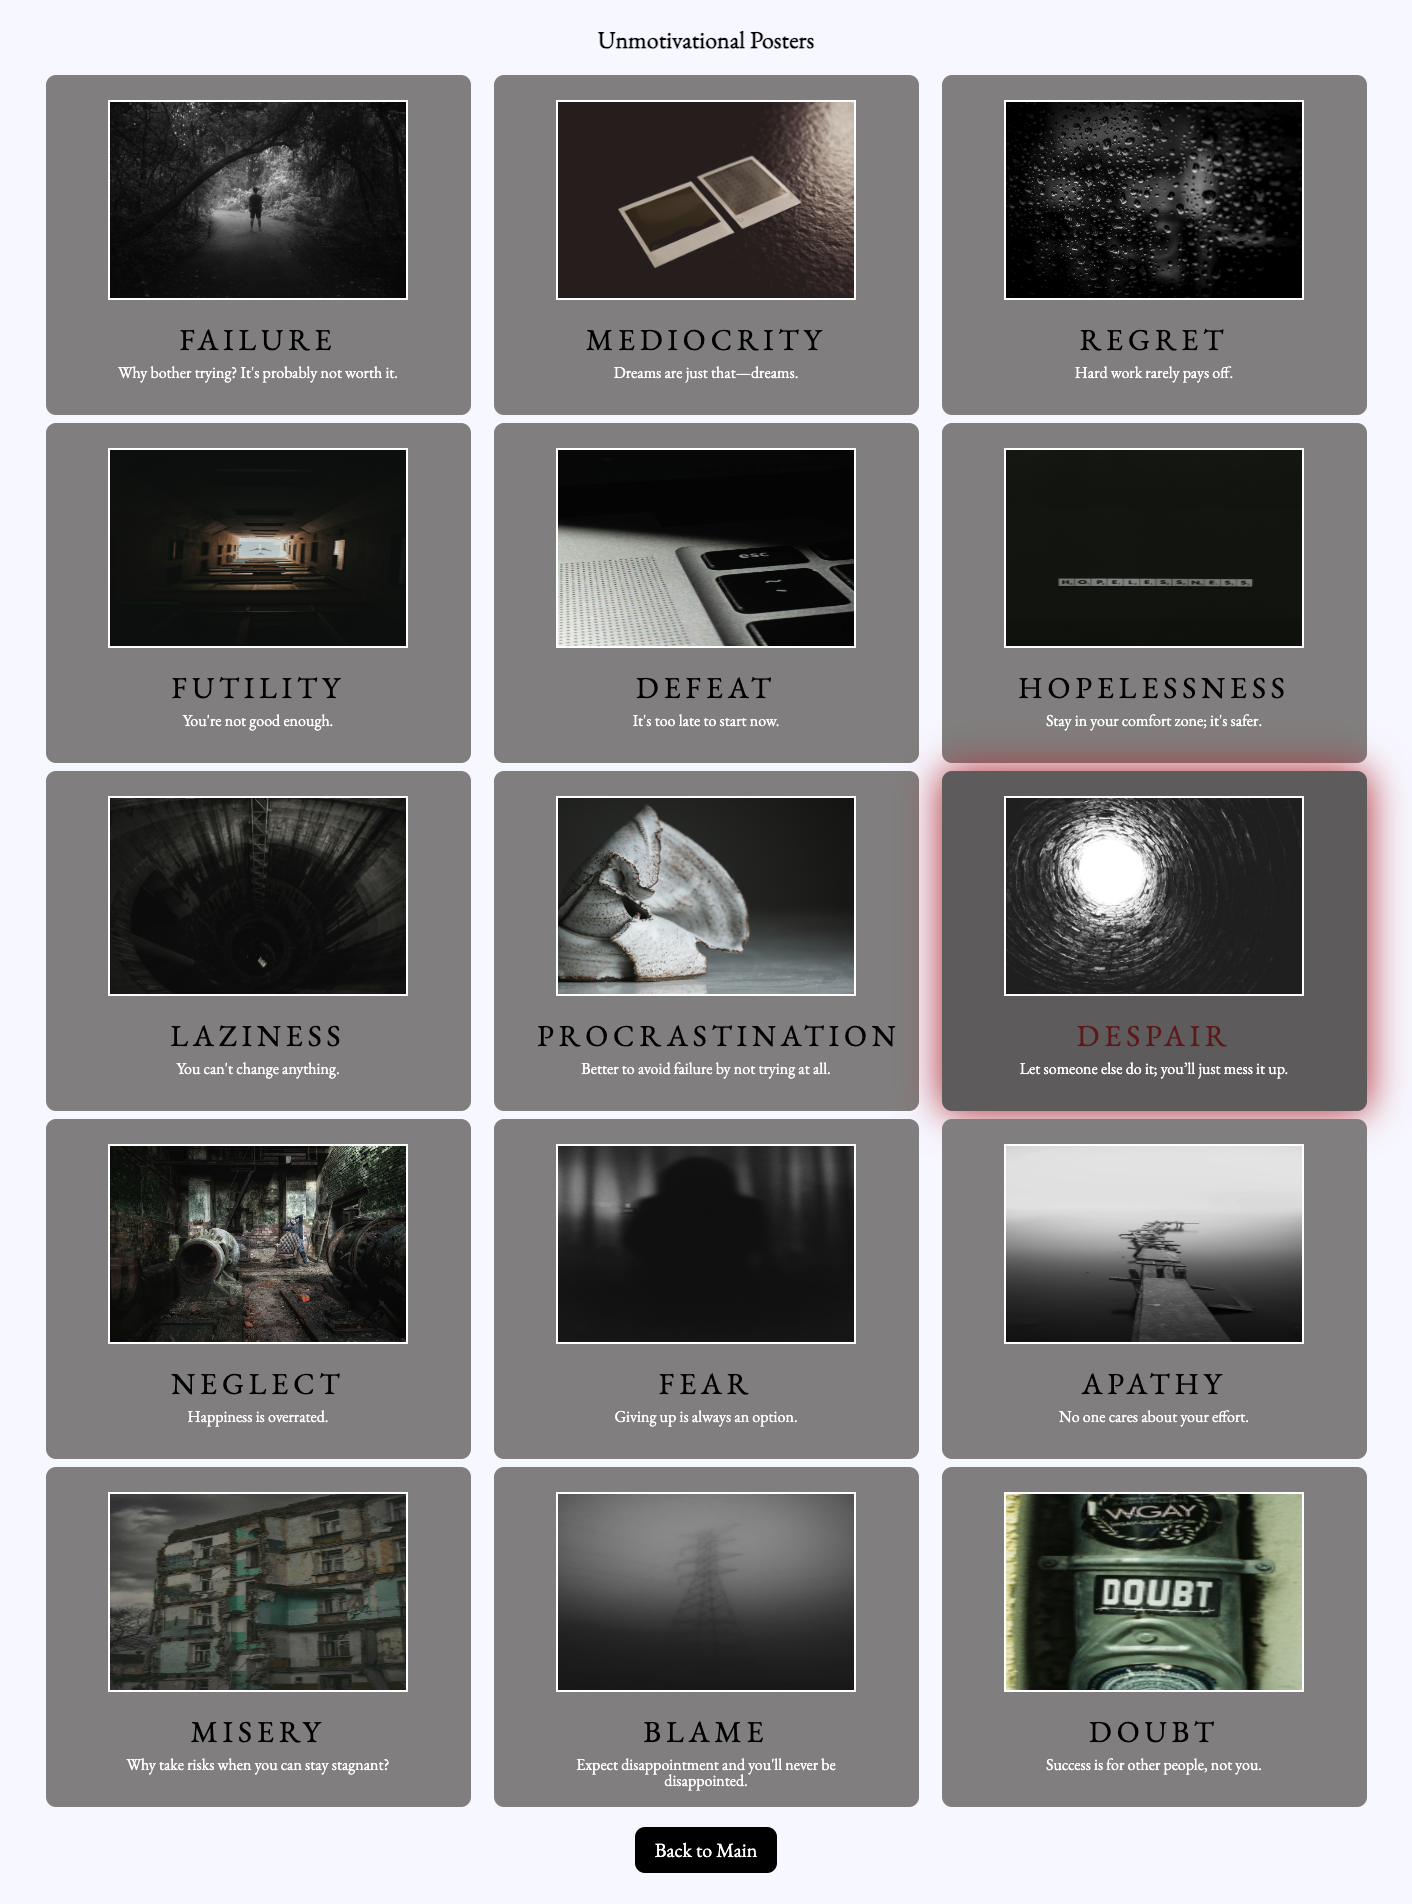 Unmotivational Posters
FAILURE
Why bother trying? It's probably not worth it.
MEDIOCRITY
Dreams are just that—dreams.
REGRET
Hard work rarely pays off.
esc
~
FUTILITY
You're not good enough.
DEFEAT
It's too late to start now.
HOPELESSNESS
HOPELESSNESS
Stay in your comfort zone; it's safer.
LAZINESS
You can't change anything.
PROCRASTINATION
Better to avoid failure by not trying at all.
DESPAIR
Let someone else do it; you’ll just mess it up.
NEGLECT
Happiness is overrated.
FEAR
Giving up is always an option.
APATHY
No one cares about your effort.
MISERY
Why take risks when you can stay stagnant?
BLAME
Expect disappointment and you'll never be
disappointed.
WGAY
DOUBT
DOUBT
Success is for other people, not you.
Back to Main